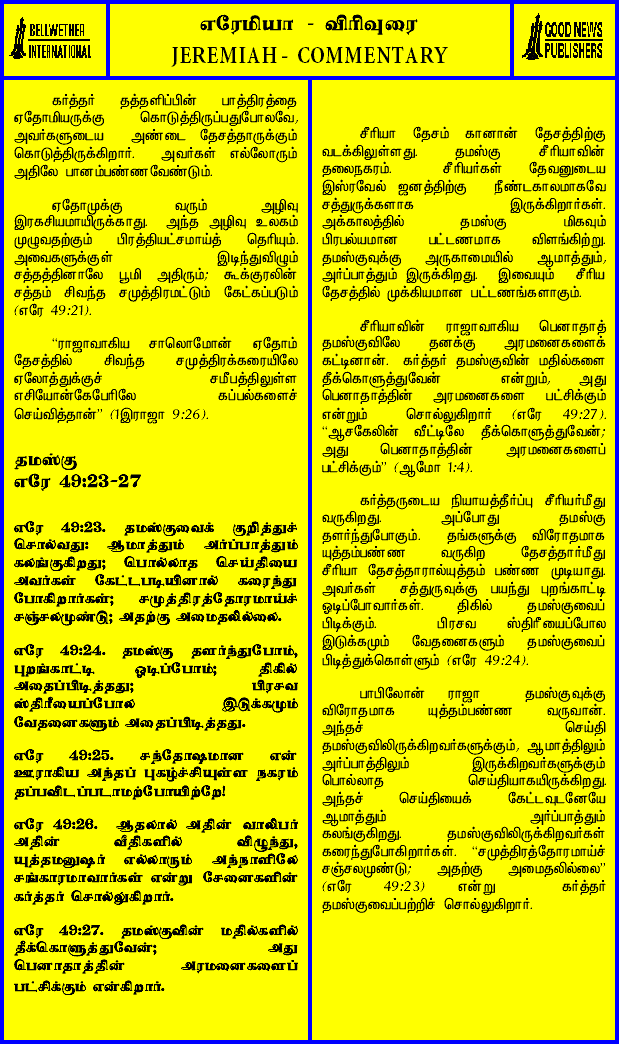 BELLWETHER
INTERNATIONAL
எரேமியா - விரிவுரை
JEREMIAH - COMMENTARY
GOOD NEWS
PUBLISHERS
கர்த்தர் தத்தளிப்பின் பாத்திரத்தை
ஏதோமியருக்கு கொடுத்திருப்பதுபோலவே,
அவர்களுடைய அண்டை தேசத்தாருக்கும்
கொடுத்திருக்கிறார். அவர்கள் எல்லோரும்
அதிலே பானம்பண்ணவேண்டும்.
ஏதோமுக்கு வரும் அழிவு
இரகசியமாயிருக்காது. அந்த அழிவு உலகம்
முழுவதற்கும் பிரத்தியட்சமாய்த் தெரியும்.
அவைகளுக்குள் இடிந்துவிழும்
சத்தத்தினாலே பூமி அதிரும்; கூக்குரலின்
சத்தம் சிவந்த சமுத்திரமட்டும் கேட்கப்படும்
(எரே 49:21).
“ராஜாவாகிய சாலொமோன் ஏதோம்
தேசத்தில் சிவந்த சமுத்திரக்கரையிலே
ஏலோத்துக்குச் சமீபத்திலுள்ள
எசியோன்கேபேரிலே கப்பல்களைச்
செய்வித்தான்” (1இராஜா 9:26).
தமஸ்கு
எரே 49:23-27
எரே 49:23. தமஸ்குவைக் குறித்துச்
சொல்வது: ஆமாத்தும் அர்ப்பாத்தும்
கலங்குகிறது; பொல்லாத செய்தியை
அவர்கள் கேட்டபடியினால் கரைந்து
போகிறார்கள்; சமுத்திரத்தோரமாய்ச்
சஞ்சலமுண்டு; அதற்கு அமைதலில்லை.
எரே 49:24. தமஸ்கு தளர்ந்துபோம்,
புறங்காட்டி ஓடிப்போம்; திகில்
அதைப்பிடித்தது; பிரசவ
ஸ்திரீயைப்போல இடுக்கமும்
வேதனைகளும் அதைப்பிடித்தது.
எரே 49:25. சந்தோஷமான என்
ஊராகிய அந்தப் புகழ்ச்சியுள்ள நகரம்
தப்பவிடப்படாமற்போயிற்றே!
எரே 49:26. ஆதலால் அதின் வாலிபர்
அதின் வீதிகளில் விழுந்து,
யுத்தமனுஷர் எல்லாரும் அந்நாளிலே
சங்காரமாவார்கள் என்று சேனைகளின்
கர்த்தர் சொல்லுகிறார்.
எரே 49:27. தமஸ்குவின் மதில்களில்
தீக்கொளுத்துவேன்; அது
பெனாதாத்தின் அரமனைகளைப்
பட்சிக்கும் என்கிறார்.
சீரியா தேசம் கானான் தேசத்திற்கு
வடக்கிலுள்ளது. தமஸ்கு சீரியாவின்
தலைநகரம். சீரியர்கள் தேவனுடைய
இஸ்ரவேல் ஜனத்திற்கு நீண்டகாலமாகவே
சத்துருக்களாக இருக்கிறார்கள்.
அக்காலத்தில் தமஸ்கு மிகவும்
பிரபல்யமான பட்டணமாக விளங்கிற்று.
தமஸ்குவுக்கு அருகாமையில் ஆமாத்தும்,
அர்ப்பாத்தும் இருக்கிறது. இவையும் சீரிய
தேசத்தில் முக்கியமான பட்டணங்களாகும்.
சீரியாவின் ராஜாவாகிய பெனாதாத்
தமஸ்குவிலே தனக்கு அரமனைகளைக்
கட்டினான். கர்த்தர் தமஸ்குவின் மதில்களை
தீக்கொளுத்துவேன் என்றும், அது
பெனாதாத்தின் அரமனைகளை பட்சிக்கும்
என்றும் சொல்லுகிறார் (எரே 49:27).
“ஆசகேலின் வீட்டிலே தீக்கொளுத்துவேன்;
அது பெனாதாத்தின் அரமனைகளைப்
பட்சிக்கும்” (ஆமோ 1:4).
கர்த்தருடைய நியாயத்தீர்ப்பு சீரியர்மீது
வருகிறது. அப்போது தமஸ்கு
தளர்ந்துபோகும். தங்களுக்கு விரோதமாக
யுத்தம்பண்ண வருகிற தேசத்தார்மீது
சீரியா தேசத்தாரால்யுத்தம் பண்ண முடியாது.
அவர்கள் சத்துருவுக்கு பயந்து புறங்காட்டி
ஓடிப்போவார்கள். திகில் தமஸ்குவைப்
பிடிக்கும். பிரசவ ஸ்திரீயைப்போல
இடுக்கமும் வேதனைகளும் தமஸ்குவைப்
பிடித்துக்கொள்ளும் (எரே 49:24).
பாபிலோன் ராஜா தமஸ்குவுக்கு
விரோதமாக யுத்தம்பண்ண வருவான்.
அந்தச் செய்தி
தமஸ்குவிலிருக்கிறவர்களுக்கும், ஆமாத்திலும்
அர்ப்பாத்திலும் இருக்கிறவர்களுக்கும்
பொல்லாத செய்தியாகயிருக்கிறது.
அந்தச் செய்தியைக் கேட்டவுடனேயே
ஆமாத்தும் அர்ப்பாத்தும்
கலங்குகிறது. தமஸ்குவிலிருக்கிறவர்கள்
கரைந்துபோகிறார்கள். “சமுத்திரத்தோரமாய்ச்
சஞ்சலமுண்டு; அதற்கு அமைதலில்லை”
(எரே 49:23) என்று கர்த்தர்
தமஸ்குவைப்பற்றிச் சொல்லுகிறார்.